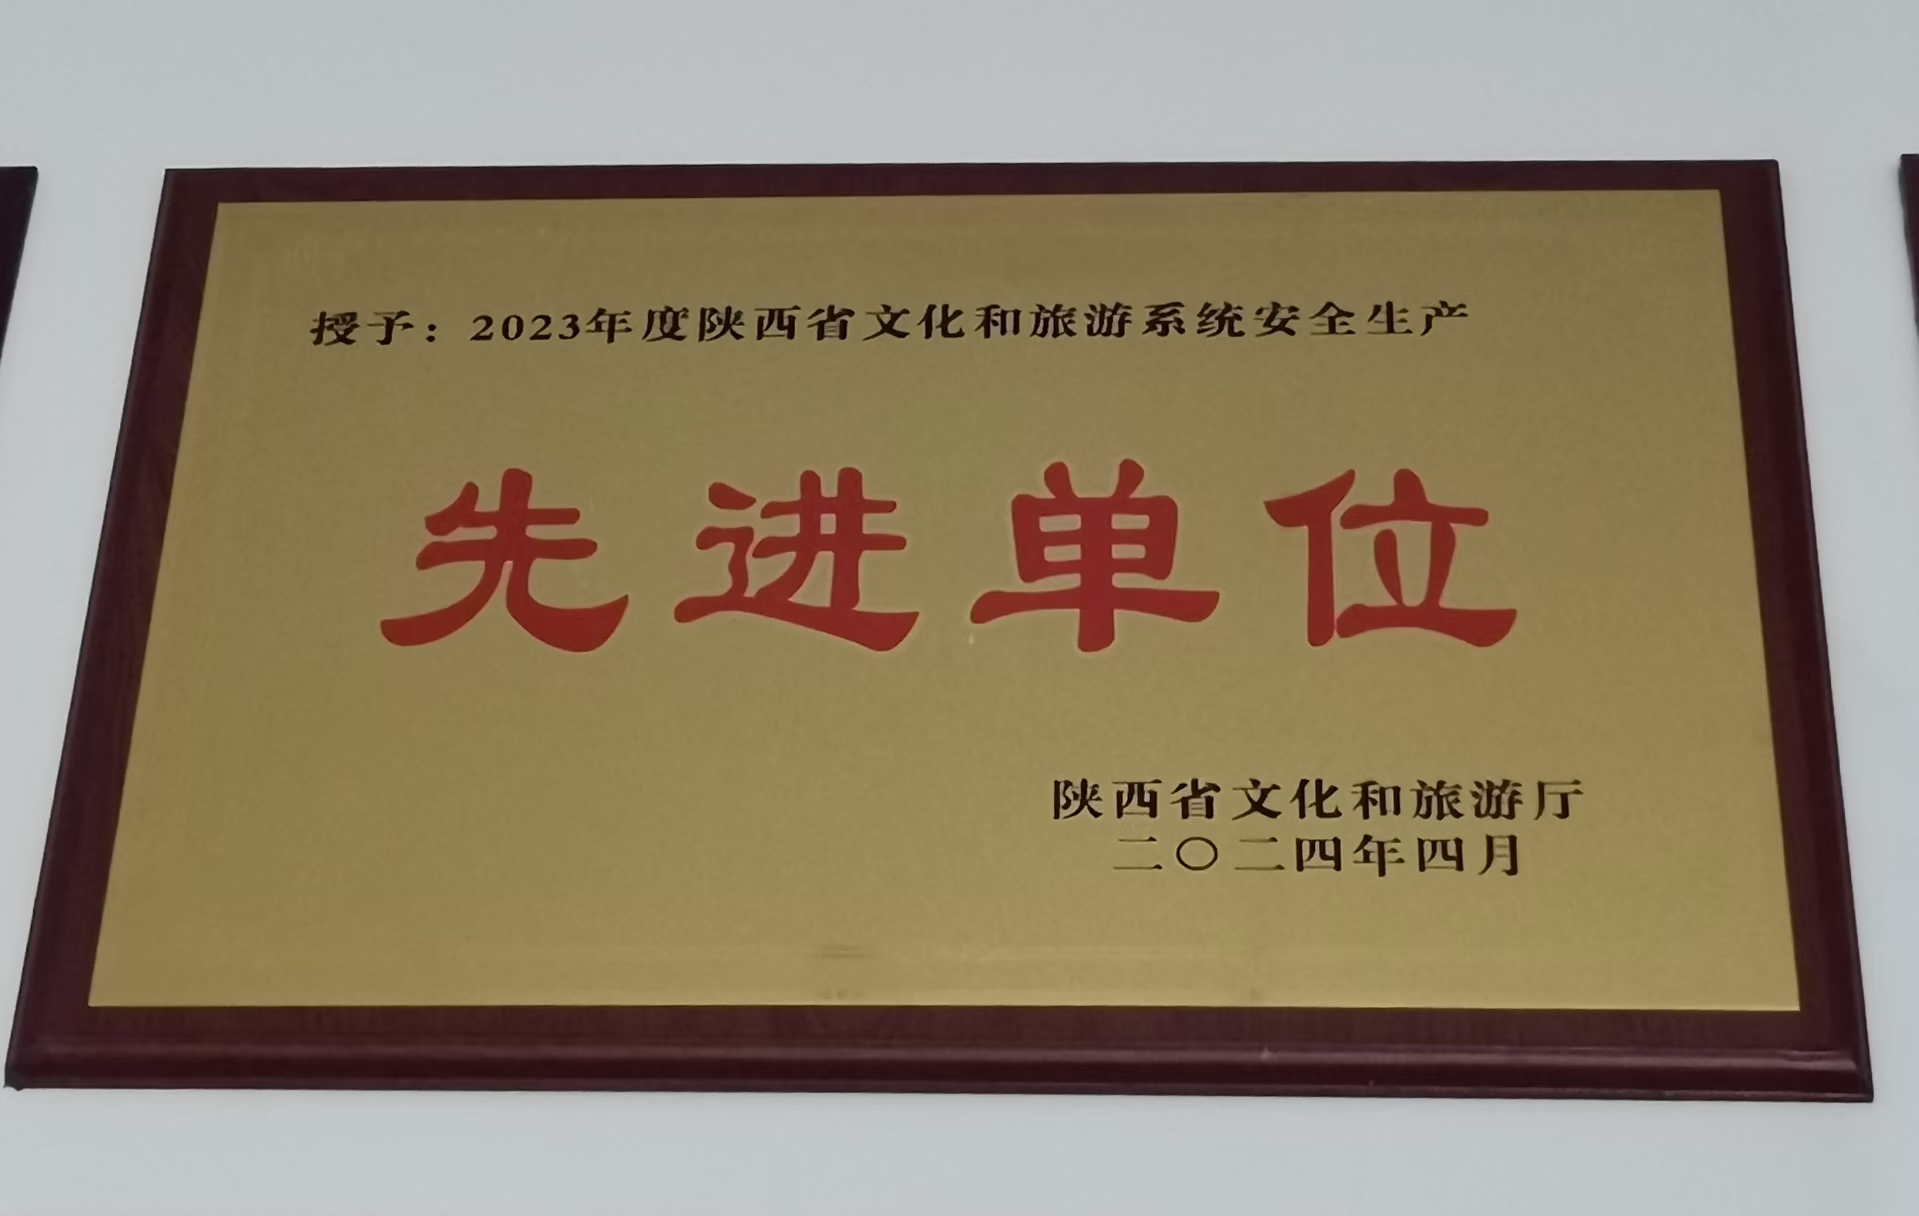 授予：2023年度陕西省文化和旅游系统安全生产
先进单位
陕西省文化和旅游厅
二〇二四年四月